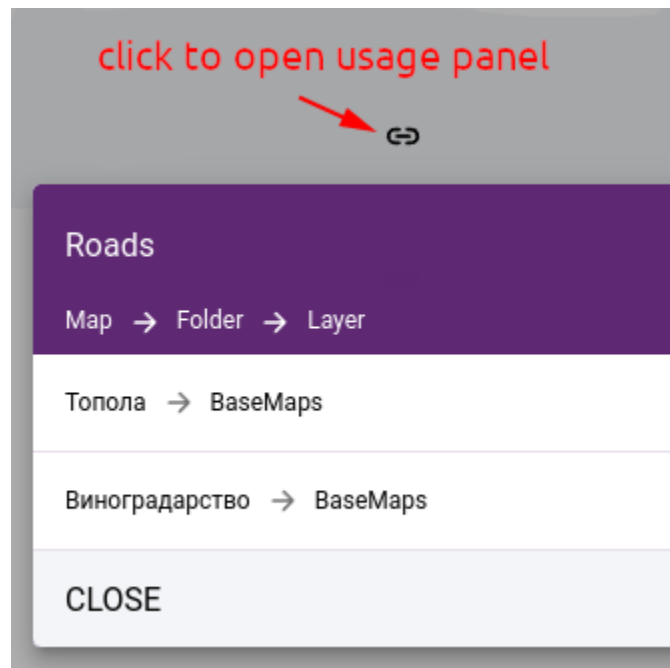 click to open usage panel
Roads
Map → Folder → Layer
Топола → BaseMaps
Виноградарство → BaseMaps
CLOSE